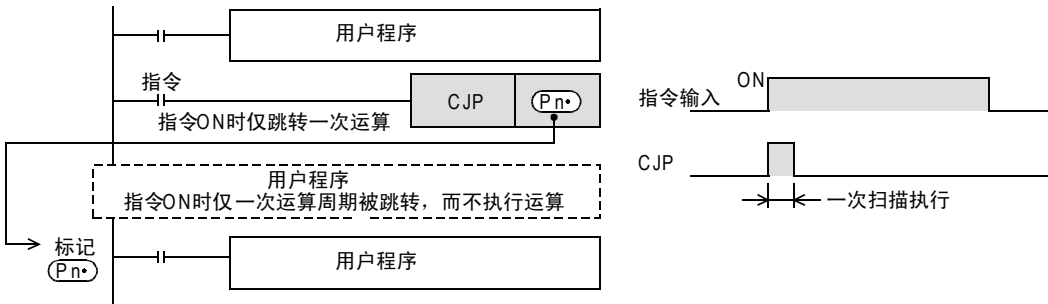 用户程序
指令
CJP
Pn•
指令ON时仅跳转一次运算
用户程序
指令ON时仅一次运算周期被跳转，而不执行运算
标记
Pn•
用户程序
指令输入
ON
CJP
一次扫描执行